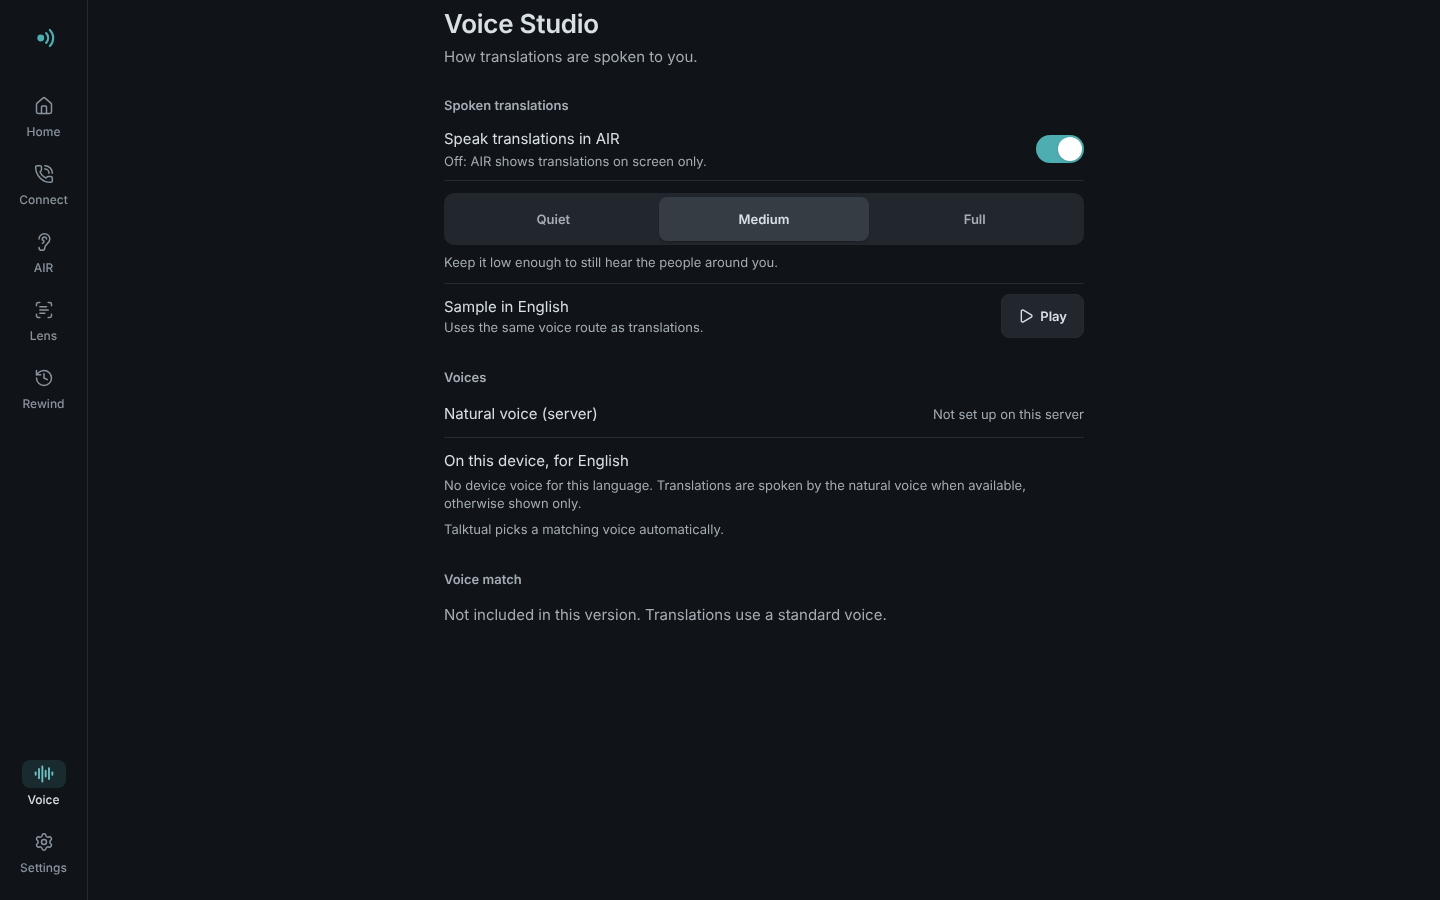 Voice Studio
How translations are spoken to you.
Spoken translations
Speak translations in AIR
Off: AIR shows translations on screen only.
Quiet
Medium
Full
Keep it low enough to still hear the people around you.
Sample in English
Uses the same voice route as translations.
Play
Voices
Natural voice (server)
Not set up on this server
On this device, for English
No device voice for this language. Translations are spoken by the natural voice when available,
otherwise shown only.
Talktual picks a matching voice automatically.
Voice match
Not included in this version. Translations use a standard voice.
Home
Connect
AIR
Lens
Rewind
Voice
Settings